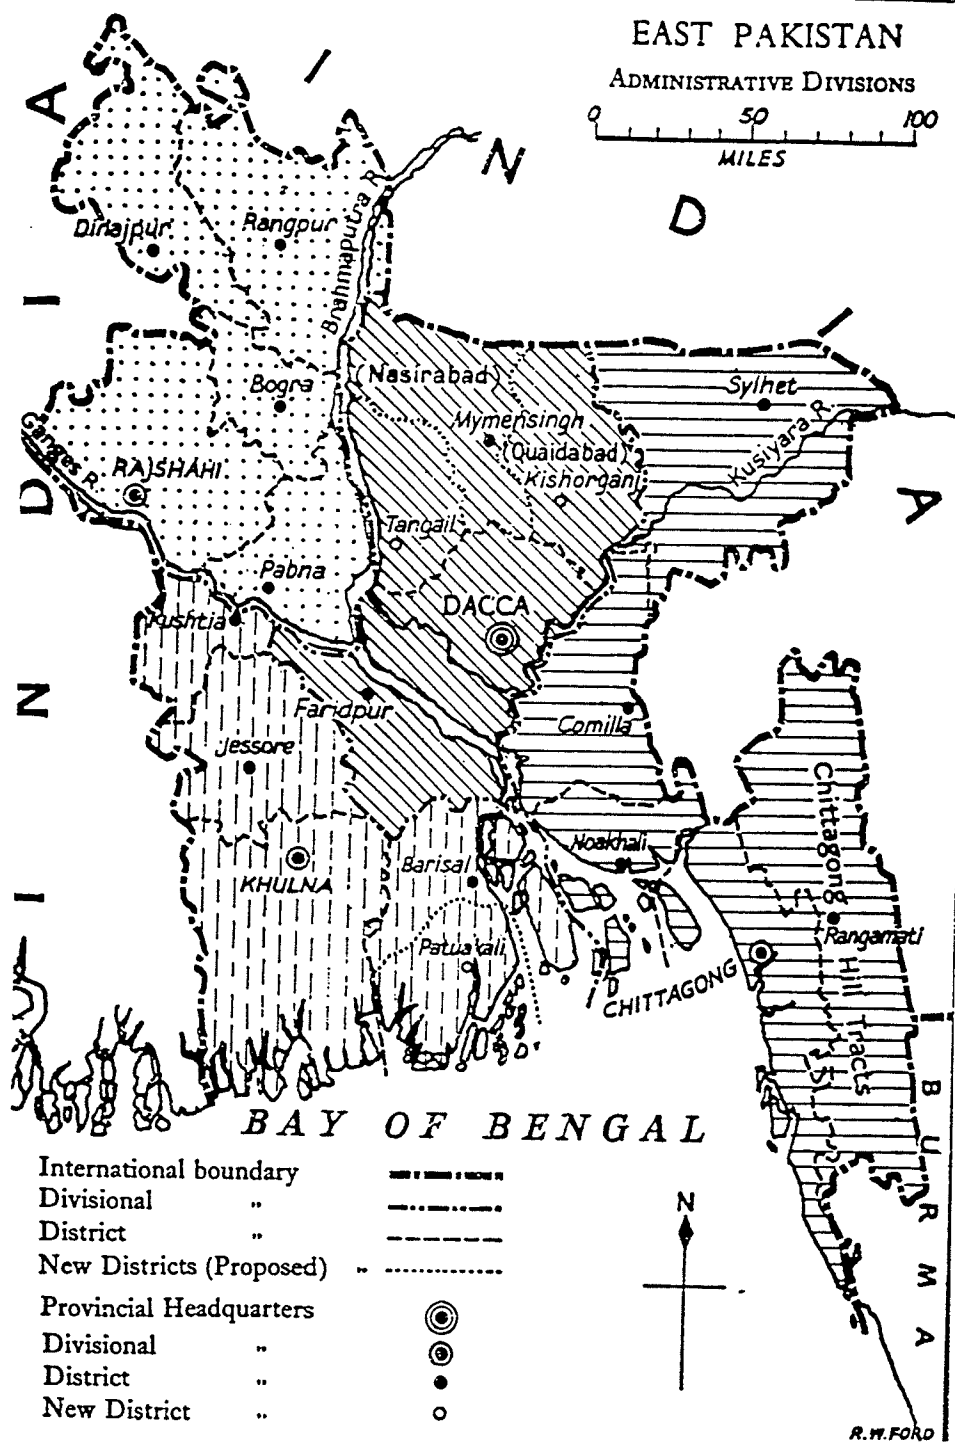 EAST PAKISTAN
ADMINISTRATIVE DIVISIONS
0 50 100
MILES
I N D I A
I N D I A
Dinajpur
Rangpur
Brahmaputra R.
(Nasirabad)
Bogra
Sylhet
Mymensingh
(Quaidabad)
Kishorganj
Kusiyara R.
Ganges R.
RAJSHAHI
Tangail
Pabna
DACCA
Kushtia
Faridpur
Comilla
Jessore
Chittagong Hill Tracts
Noakhali
KHULNA
Barisal
Rangamati
Patuakali
CHITTAGONG
BURMA
BAY OF BENGAL
International boundary
Divisional "
District "
New Districts (Proposed) "
Provincial Headquarters
Divisional "
District "
New District "
N
R.W.FORD